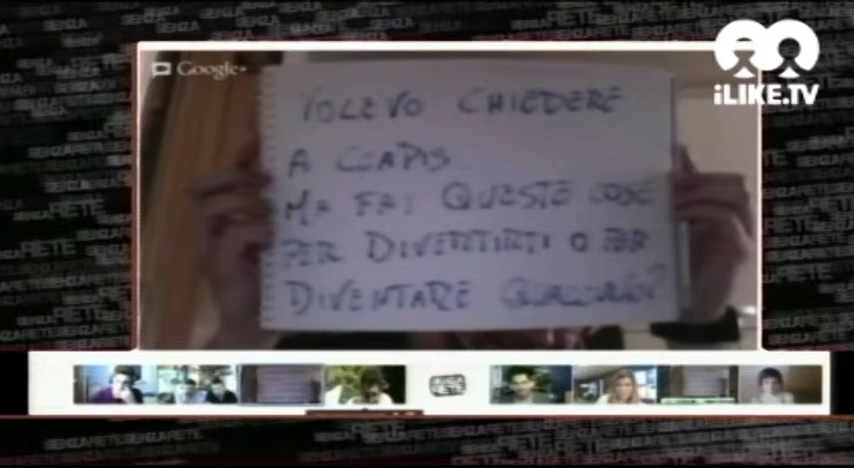 Google+
iLIKE.TV
VOLEVO CHIEDERE
A CLAPIS
MA FAI QUESTE COSE
PER DIVERTIRTI O PER
DIVENTARE QUALCUNO?
SENZA RETE